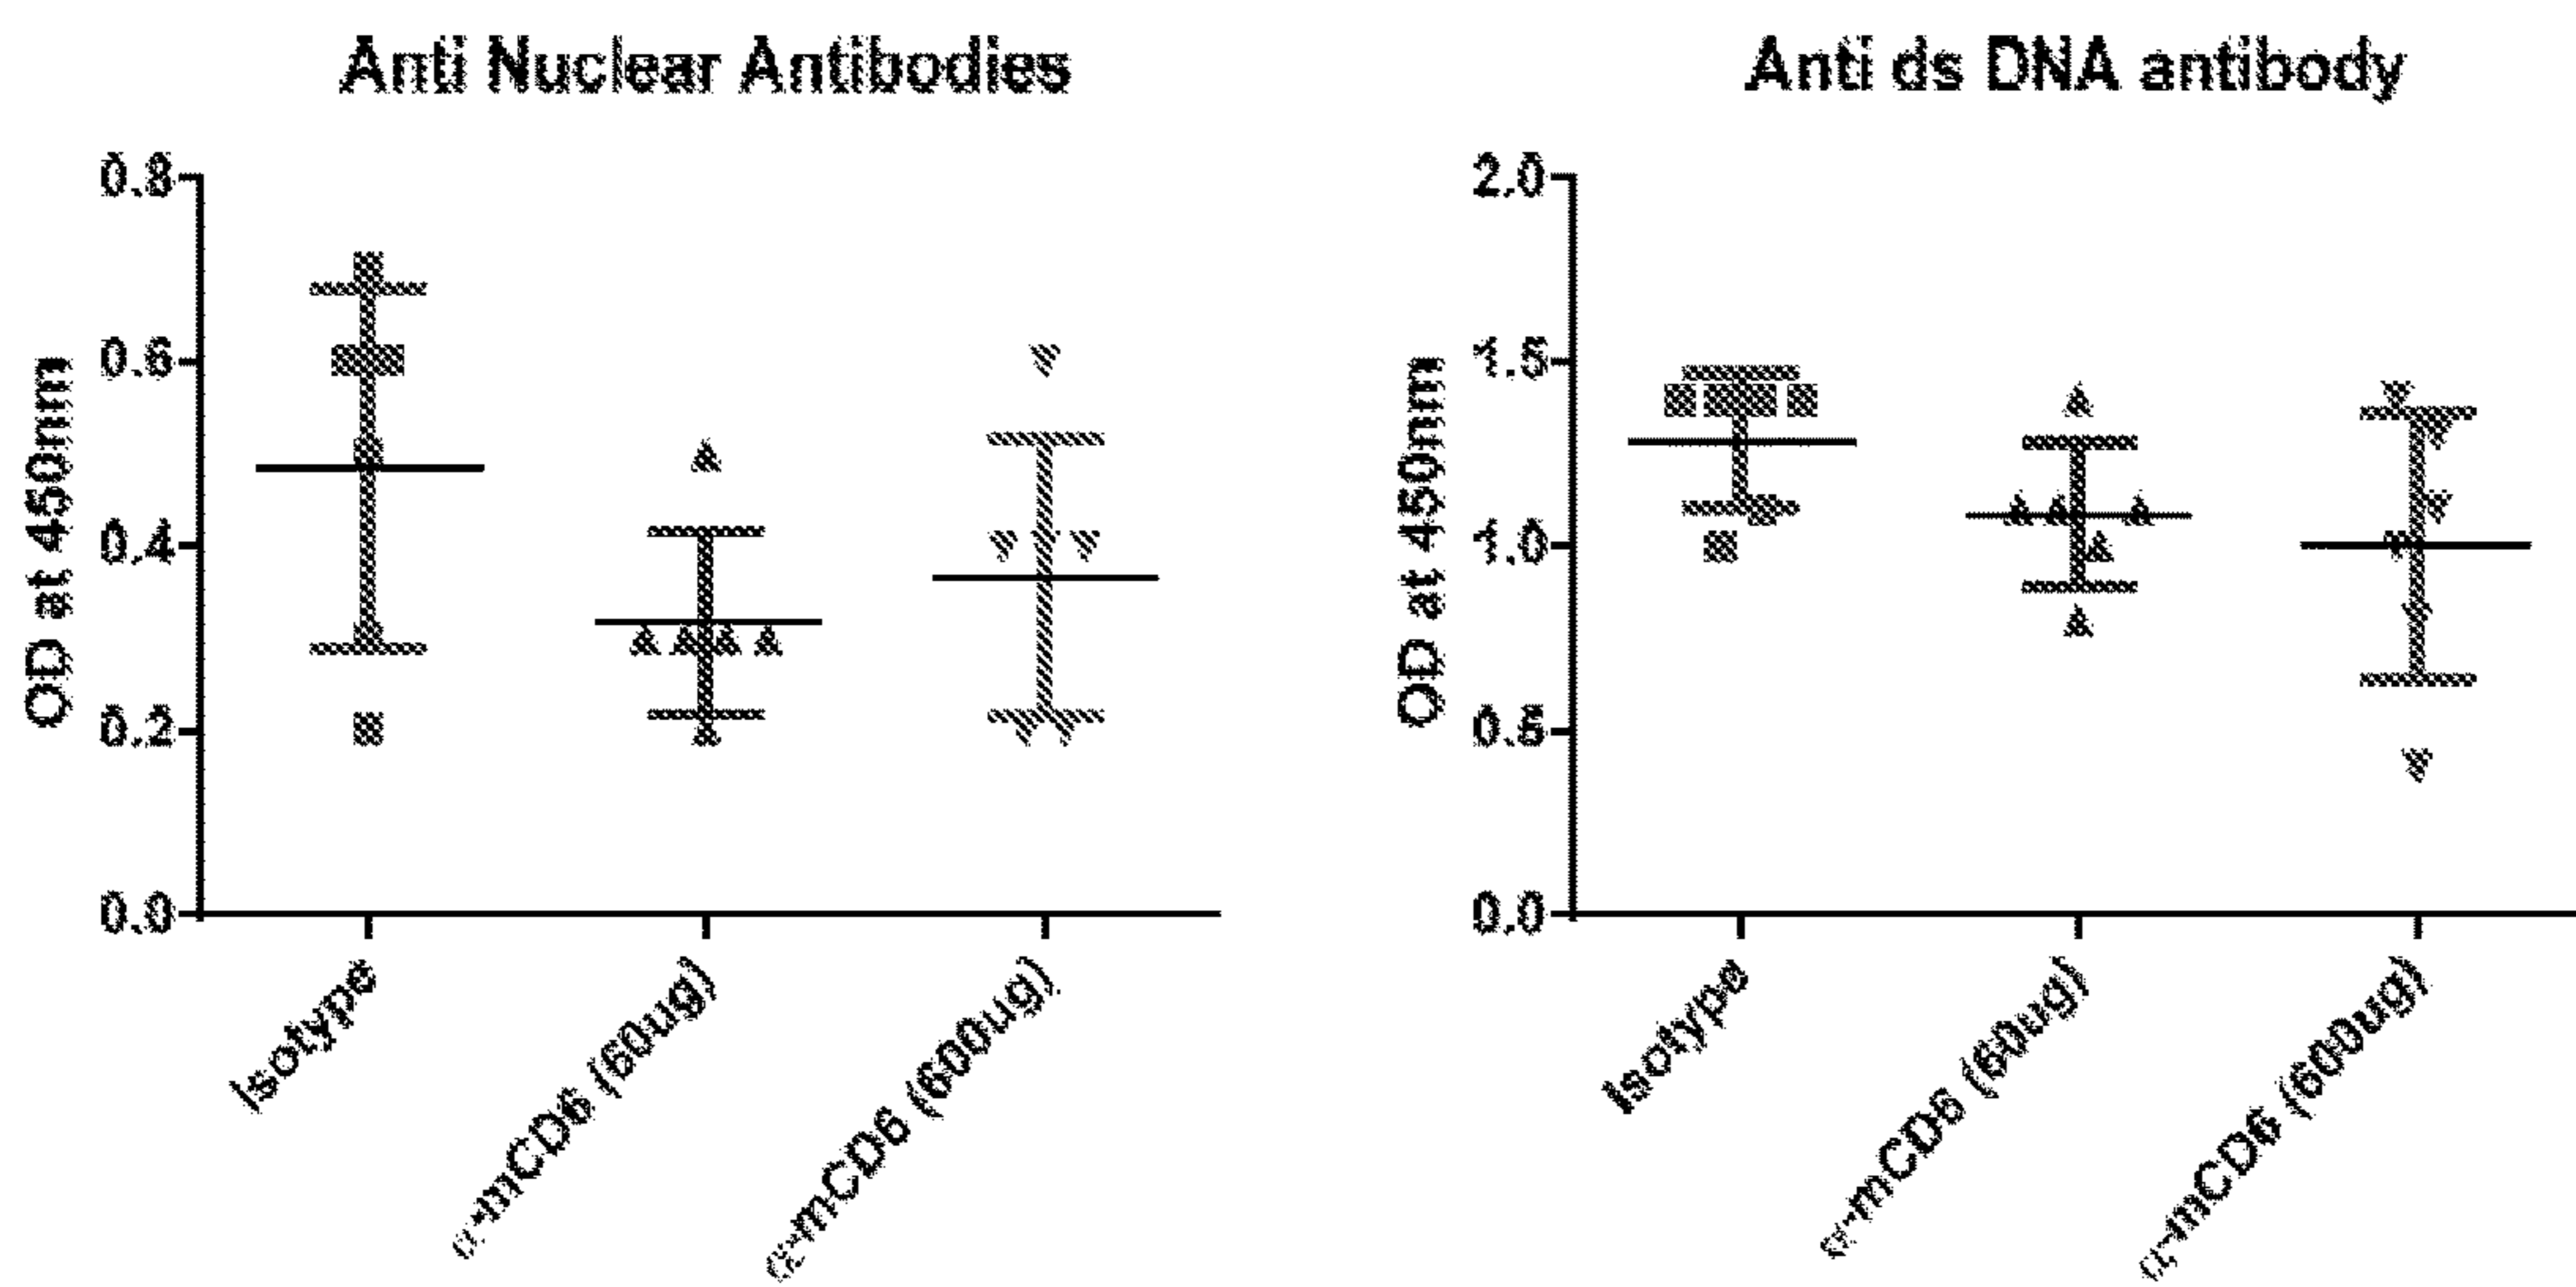 Anti Nuclear Antibodies
OD at 450nm
0.8
0.6
0.4
0.2
0.0
Isotype
α-mCD6 (60ug)
α-mCD6 (600ug)
Anti ds DNA antibody
OD at 450nm
2.0
1.5
1.0
0.5
0.0
Isotype
α-mCD6 (60ug)
α-mCD6 (600ug)